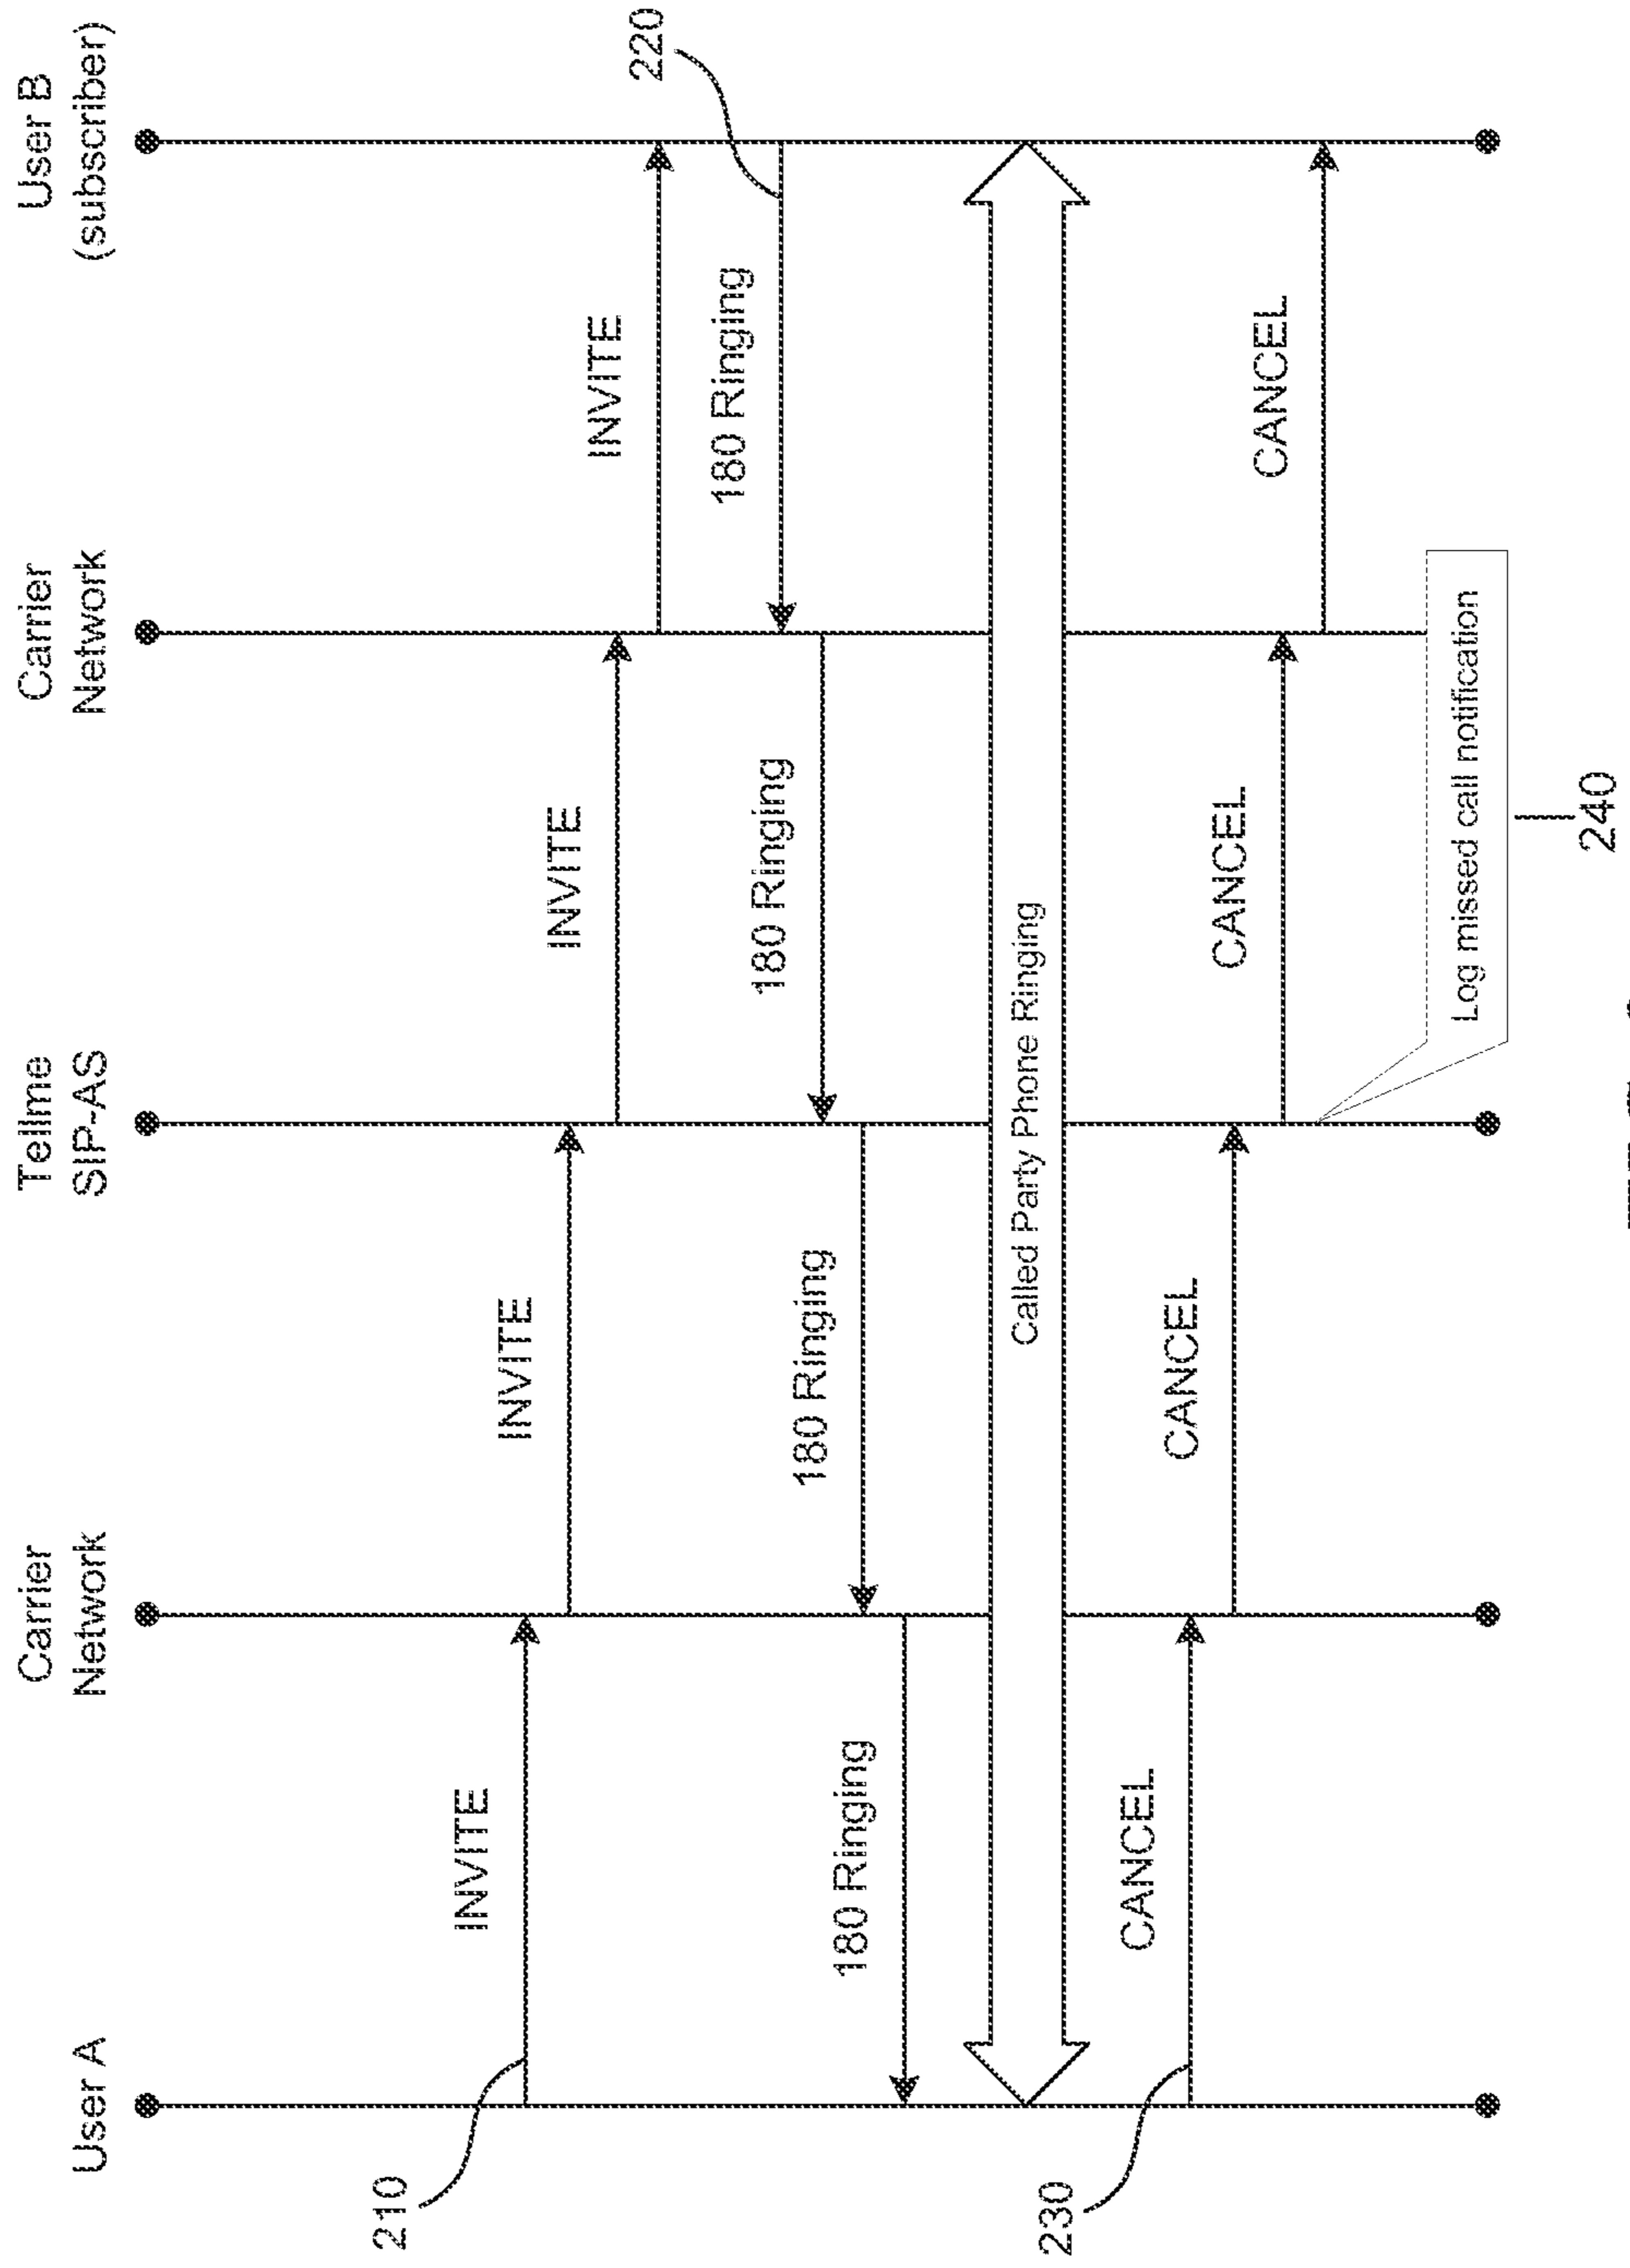 User A
Carrier
Network
Tellme
SIP-AS
Carrier
Network
User B
(subscriber)
210
INVITE
INVITE
INVITE
INVITE
220
180 Ringing
180 Ringing
180 Ringing
180 Ringing
Called Party Phone Ringing
230
CANCEL
CANCEL
CANCEL
CANCEL
Log missed call notification
240